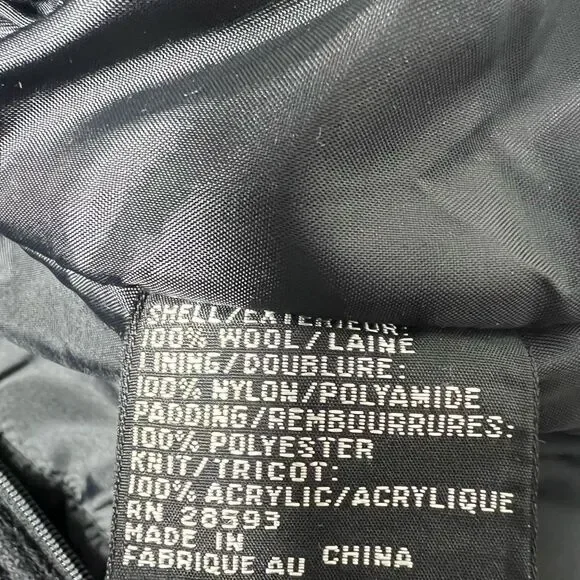 SHELL/EXTERIEUR:
100% WOOL/LAINE
LINING/DOUBLURE:
100% NYLON/POLYAMIDE
PADDING/REMBOURRURES:
100% POLYESTER
KNIT/TRICOT:
100% ACRYLIC/ACRYLIQUE
RN 28593
MADE IN
FABRIQUE AU CHINA